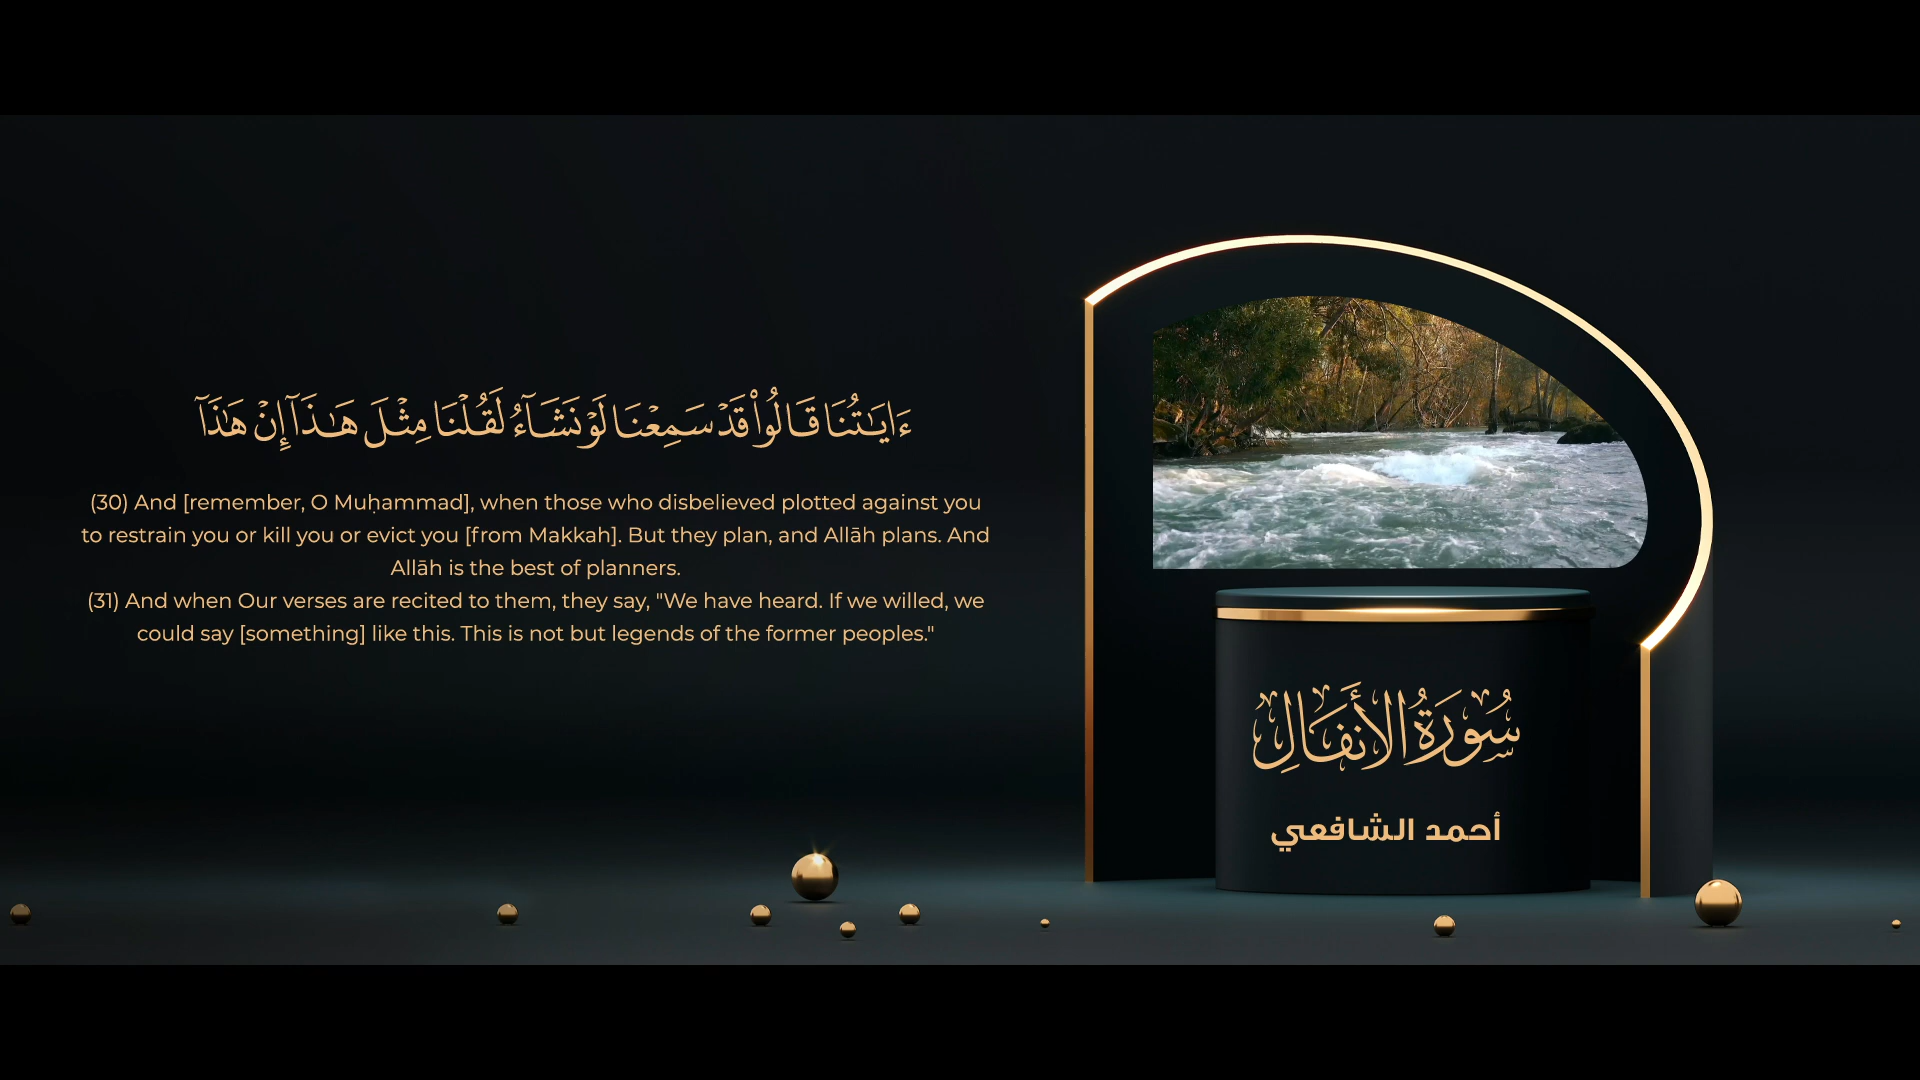 ءَايَـٰتُنَا قَالُوا۟ قَدْ سَمِعْنَا لَوْ نَشَآءُ لَقُلْنَا مِثْلَ هَـٰذَآ إِنْ هَـٰذَآ
(30) And [remember, O Muḥammad], when those who disbelieved plotted against you
to restrain you or kill you or evict you [from Makkah]. But they plan, and Allāh plans. And
Allāh is the best of planners.
(31) And when Our verses are recited to them, they say, "We have heard. If we willed, we
could say [something] like this. This is not but legends of the former peoples."
سُورَةُ الأَنفَالِ
أحمد الشافعي